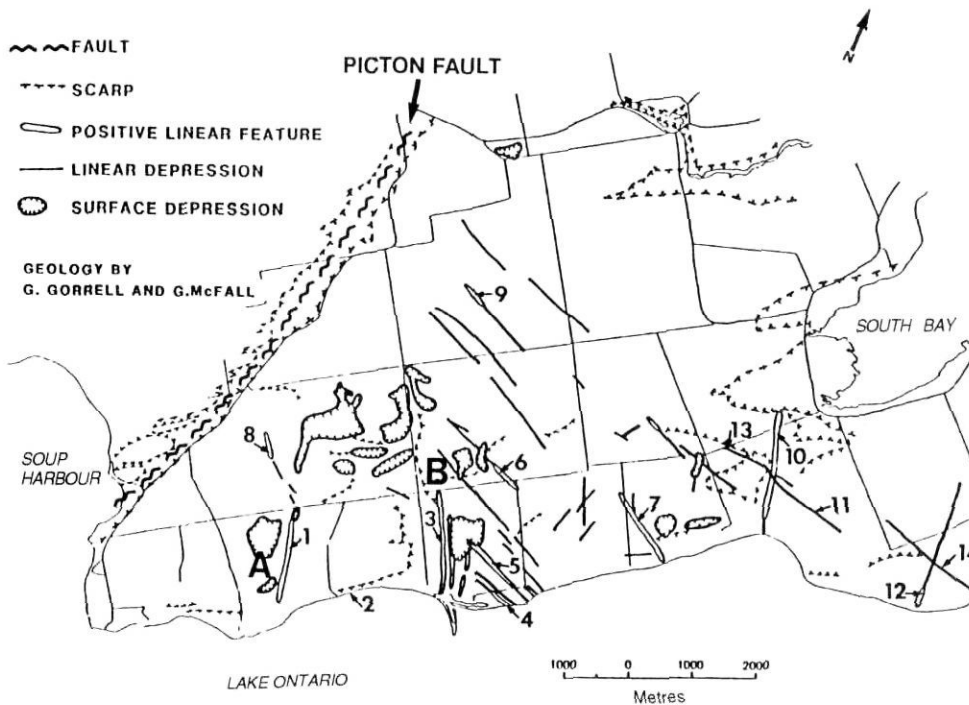 FAULT
SCARP
POSITIVE LINEAR FEATURE
LINEAR DEPRESSION
SURFACE DEPRESSION
GEOLOGY BY
G. GORRELL AND G.McFALL
PICTON FAULT
N
9
SOUTH BAY
8
SOUP
HARBOUR
B
6
13
10
3
7
11
1
A
5
14
2
12
4
LAKE ONTARIO
1000 0 1000 2000
Metres